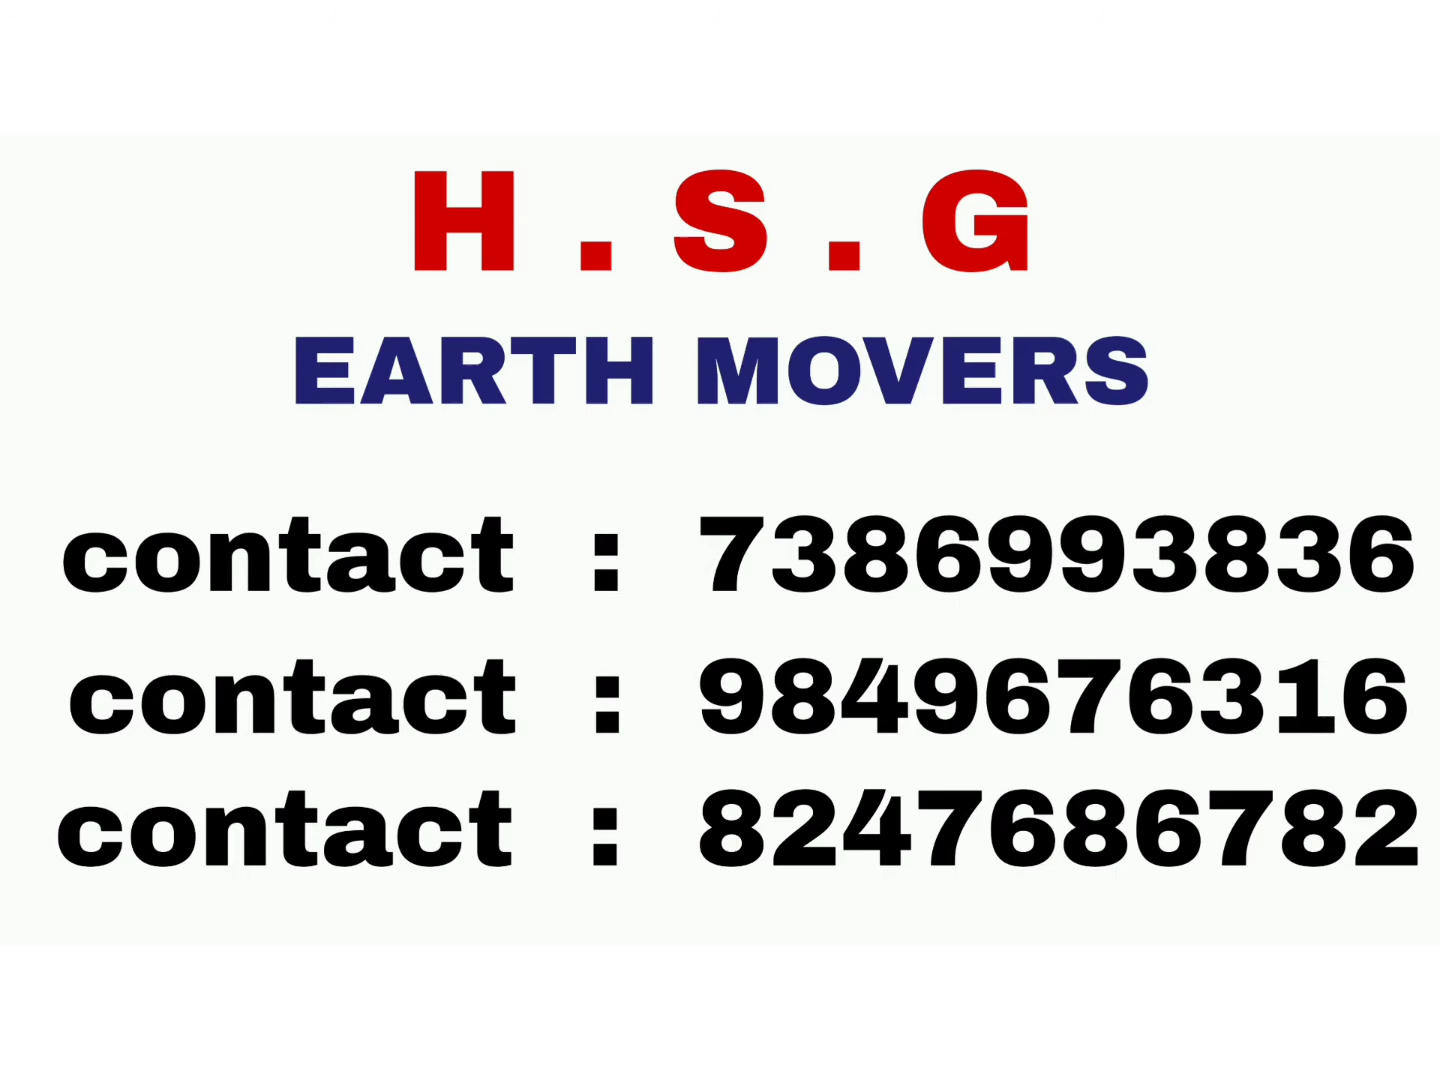 H . S . G
EARTH MOVERS
contact : 7386993836
contact : 9849676316
contact : 8247686782